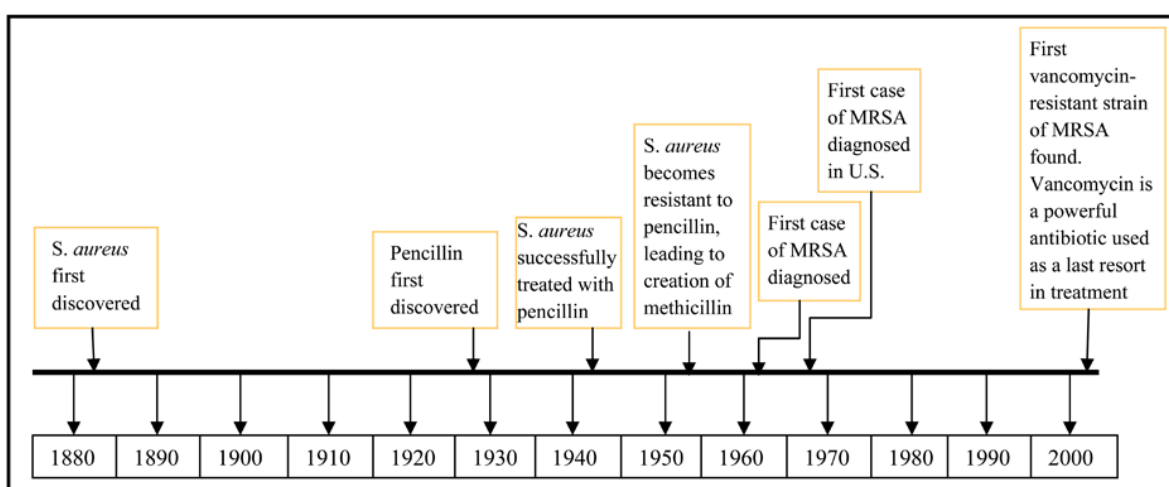 S. aureus
first
discovered
Pencillin
first
discovered
S. aureus
successfully
treated with
pencillin
S. aureus
becomes
resistant to
pencillin,
leading to
creation of
methicillin
First case
of MRSA
diagnosed
First case
of MRSA
diagnosed
in U.S.
First
vancomycin-
resistant strain
of MRSA
found.
Vancomycin is
a powerful
antibiotic used
as a last resort
in treatment
1880 1890 1900 1910 1920 1930 1940 1950 1960 1970 1980 1990 2000